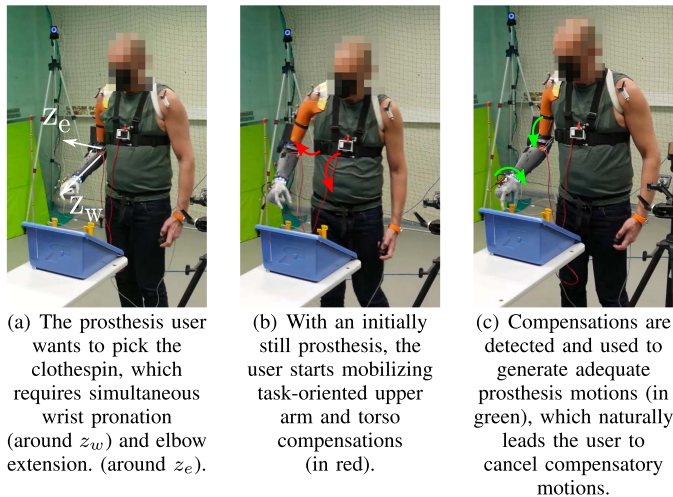 z_e
z_w
(a) The prosthesis user
wants to pick the
clothespin, which
requires simultaneous
wrist pronation
(around z_w) and elbow
extension. (around z_e).
(b) With an initially
still prosthesis, the
user starts mobilizing
task-oriented upper
arm and torso
compensations
(in red).
(c) Compensations are
detected and used to
generate adequate
prosthesis motions (in
green), which naturally
leads the user to
cancel compensatory
motions.